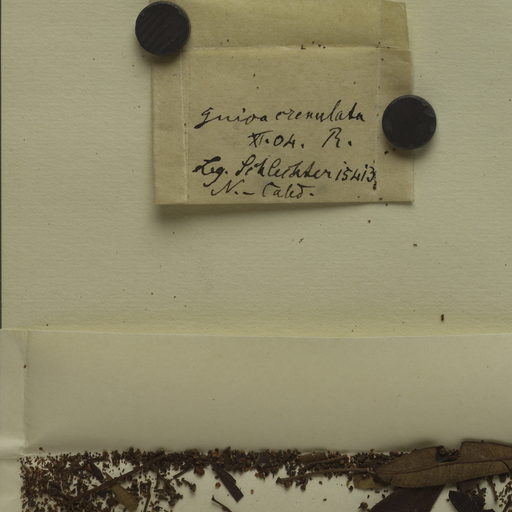 Guioa crenulata
XI.04. R.
Leg. Schlechter 15413
N.-Caled.